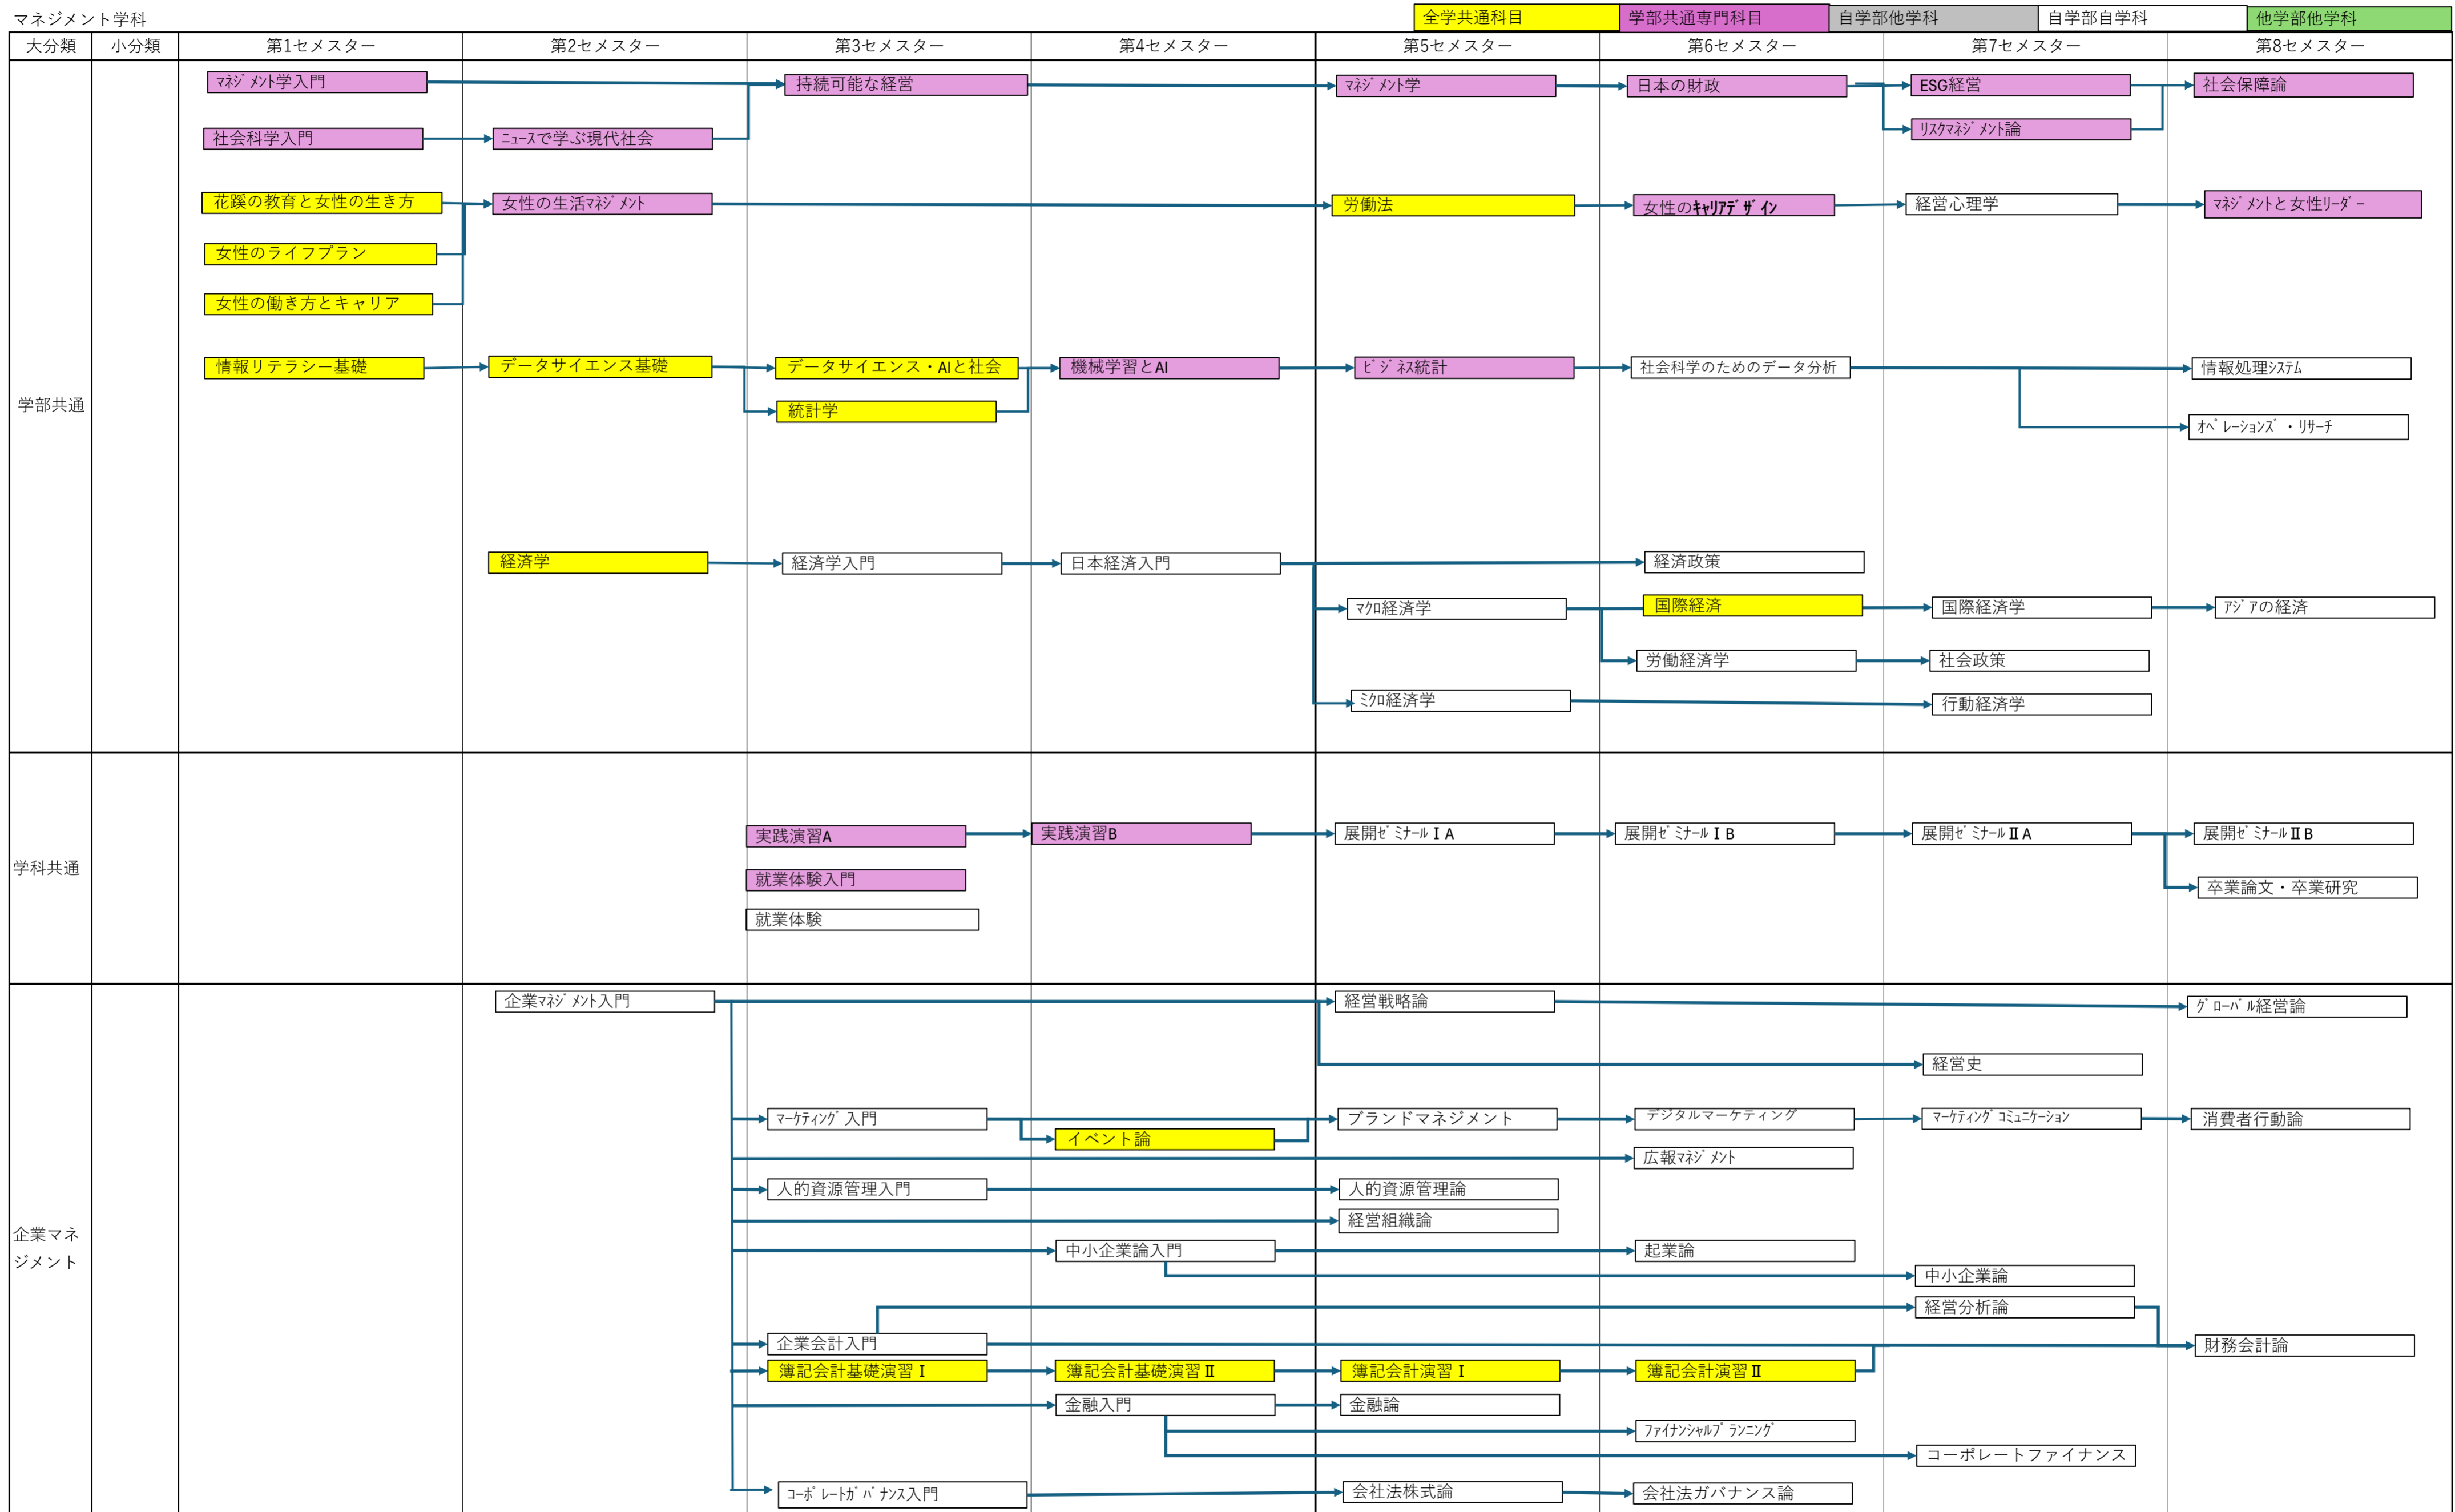 マネジメント学科
全学共通科目 学部共通専門科目 自学部他学科 自学部自学科 他学部他学科
大分類 小分類 第1セメスター 第2セメスター 第3セメスター 第4セメスター 第5セメスター 第6セメスター 第7セメスター 第8セメスター
ﾏﾈｼﾞﾒﾝﾄ学入門 持続可能な経営 ﾏﾈｼﾞﾒﾝﾄ学 日本の財政 ESG経営 社会保障論
社会科学入門 ﾆｭｰｽで学ぶ現代社会 ﾘｽｸﾏﾈｼﾞﾒﾝﾄ論
花蹊の教育と女性の生き方 女性の生活ﾏﾈｼﾞﾒﾝﾄ 労働法 女性のｷｬﾘｱﾃﾞｻﾞｲﾝ 経営心理学 ﾏﾈｼﾞﾒﾝﾄと女性ﾘｰﾀﾞｰ
女性のライフプラン
女性の働き方とキャリア
情報リテラシー基礎 データサイエンス基礎 データサイエンス・AIと社会 機械学習とAI ﾋﾞｼﾞﾈｽ統計 社会科学のためのデータ分析 情報処理ｼｽﾃﾑ
学部共通
統計学 ｵﾍﾟﾚｰｼｮﾝｽﾞ・ﾘｻｰﾁ
経済学 経済学入門 日本経済入門 経済政策
ﾏｸﾛ経済学 国際経済 国際経済学 ｱｼﾞｱの経済
労働経済学 社会政策
ﾐｸﾛ経済学 行動経済学
実践演習A 実践演習B 展開ｾﾞﾐﾅｰﾙⅠA 展開ｾﾞﾐﾅｰﾙⅠB 展開ｾﾞﾐﾅｰﾙⅡA 展開ｾﾞﾐﾅｰﾙⅡB
学科共通
就業体験入門 卒業論文・卒業研究
就業体験
企業ﾏﾈｼﾞﾒﾝﾄ入門 経営戦略論 ｸﾞﾛｰﾊﾞﾙ経営論
経営史
ﾏｰｹﾃｨﾝｸﾞ入門 ブランドマネジメント デジタルマーケティング ﾏｰｹﾃｨﾝｸﾞｺﾐｭﾆｹｰｼｮﾝ 消費者行動論
イベント論
広報ﾏﾈｼﾞﾒﾝﾄ
人的資源管理入門 人的資源管理論
経営組織論
企業マネ
ジメント
中小企業論入門 起業論
中小企業論
経営分析論
企業会計入門 財務会計論
簿記会計基礎演習Ⅰ 簿記会計基礎演習Ⅱ 簿記会計演習Ⅰ 簿記会計演習Ⅱ
金融入門 金融論
ﾌｧｲﾅﾝｼｬﾙﾌﾟﾗﾝﾆﾝｸﾞ
コーポレートファイナンス
ｺｰﾎﾟﾚｰﾄｶﾞﾊﾞﾅﾝｽ入門 会社法株式論 会社法ガバナンス論